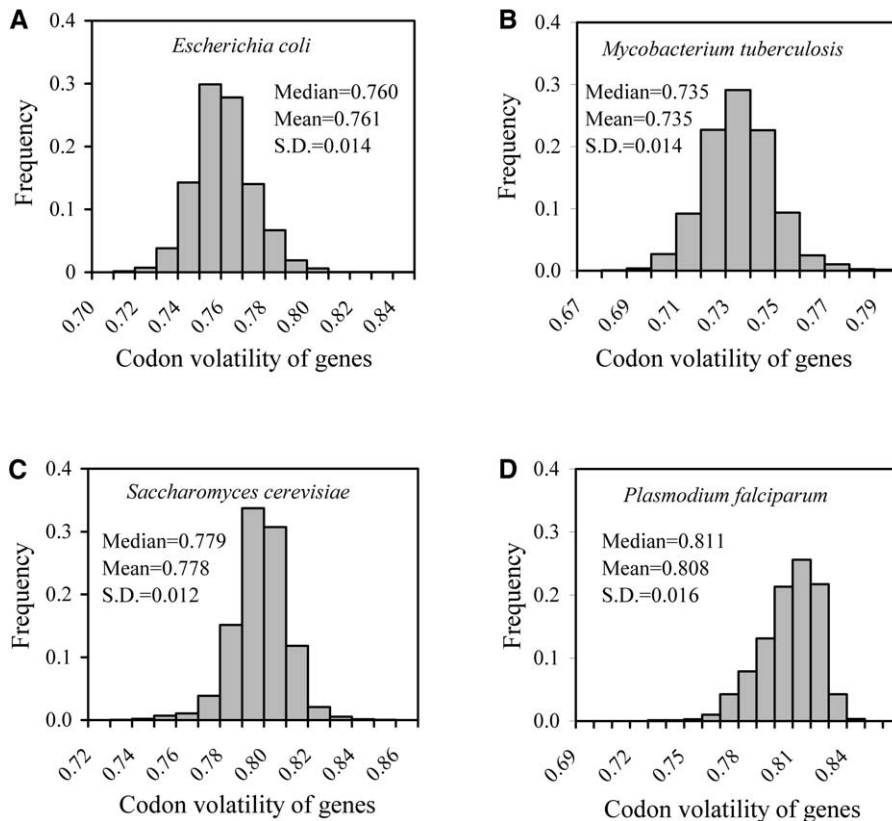 A
Escherichia coli
Median=0.760
Mean=0.761
S.D.=0.014
Frequency
0.4
0.3
0.2
0.1
0
0.70
0.72
0.74
0.76
0.78
0.80
0.82
0.84
Codon volatility of genes
B
Mycobacterium tuberculosis
Median=0.735
Mean=0.735
S.D.=0.014
Frequency
0.4
0.3
0.2
0.1
0.0
0.67
0.69
0.71
0.73
0.75
0.77
0.79
Codon volatility of genes
C
Saccharomyces cerevisiae
Median=0.779
Mean=0.778
S.D.=0.012
Frequency
0.4
0.3
0.2
0.1
0.0
0.72
0.74
0.76
0.78
0.80
0.82
0.84
0.86
Codon volatility of genes
D
Plasmodium falciparum
Median=0.811
Mean=0.808
S.D.=0.016
Frequency
0.4
0.3
0.2
0.1
0.0
0.69
0.72
0.75
0.78
0.81
0.84
Codon volatility of genes